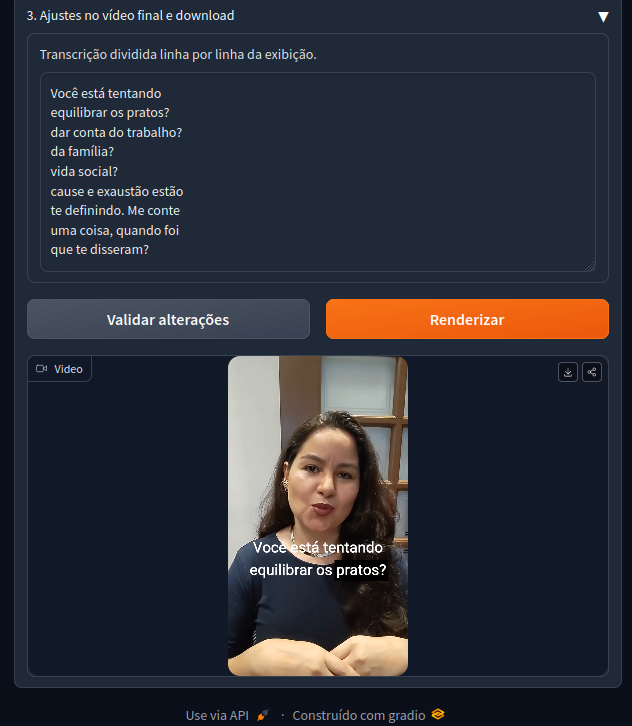 3. Ajustes no vídeo final e download
Transcrição dividida linha por linha da exibição.
Você está tentando
equilibrar os pratos?
dar conta do trabalho?
da família?
vida social?
cause e exaustão estão
te definindo. Me conte
uma coisa, quando foi
que te disseram?
Validar alterações
Renderizar
Video
Você está tentando
equilibrar os pratos?
Use via API · Construído com gradio